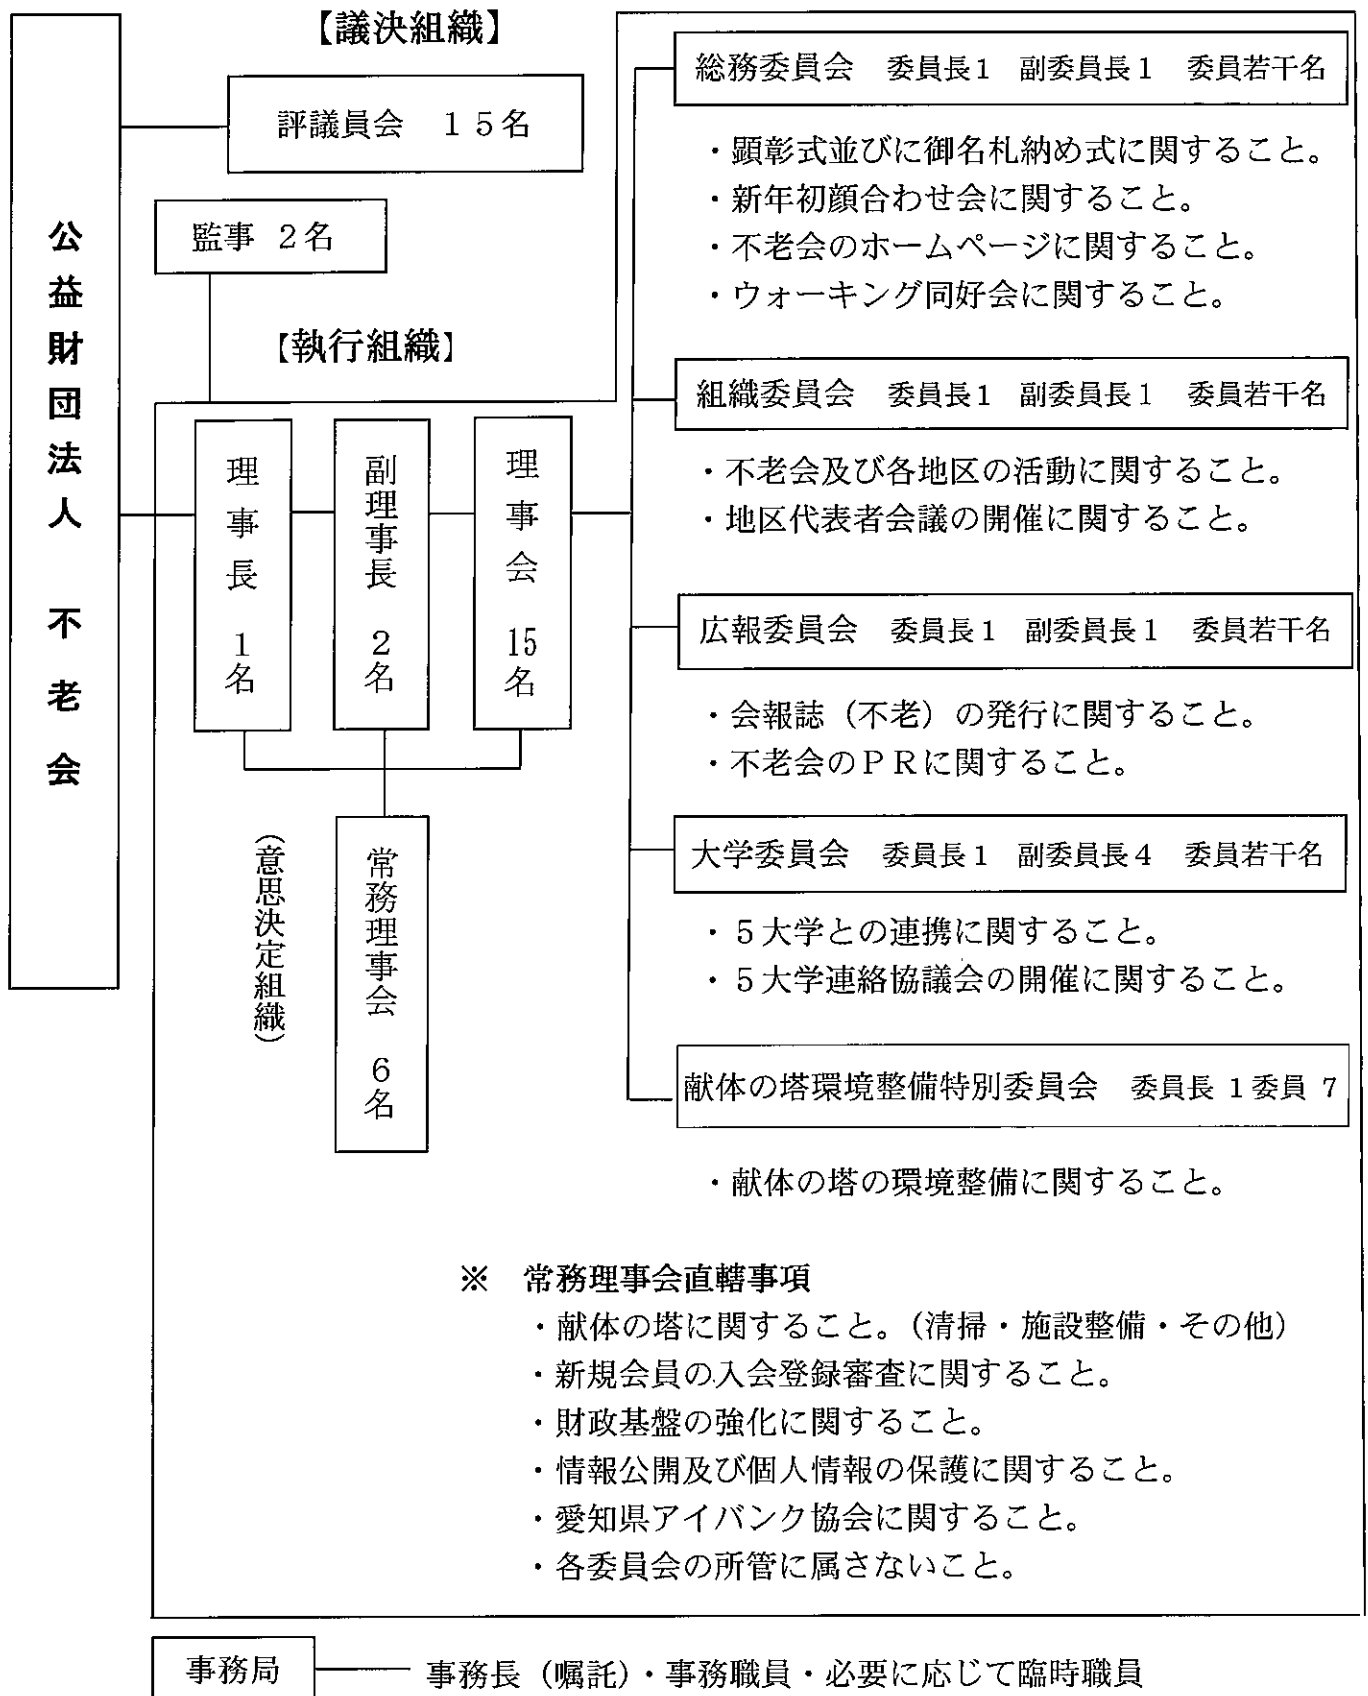 公益財団法人 不老会
【議決組織】
評議員会 15名
監事 2名
【執行組織】
理事長 1名
副理事長 2名
理事会 15名
(意思決定組織)
常務理事会 6名
総務委員会 委員長1 副委員長1 委員若干名
・顕彰式並びに御名札納め式に関すること。
・新年初顔合わせ会に関すること。
・不老会のホームページに関すること。
・ウォーキング同好会に関すること。
組織委員会 委員長1 副委員長1 委員若干名
・不老会及び各地区の活動に関すること。
・地区代表者会議の開催に関すること。
広報委員会 委員長1 副委員長1 委員若干名
・会報誌(不老)の発行に関すること。
・不老会のPRに関すること。
大学委員会 委員長1 副委員長4 委員若干名
・5大学との連携に関すること。
・5大学連絡協議会の開催に関すること。
献体の塔環境整備特別委員会 委員長 1委員 7
・献体の塔の環境整備に関すること。
※ 常務理事会直轄事項
・献体の塔に関すること。(清掃・施設整備・その他)
・新規会員の入会登録審査に関すること。
・財政基盤の強化に関すること。
・情報公開及び個人情報の保護に関すること。
・愛知県アイバンク協会に関すること。
・各委員会の所管に属さないこと。
事務局 事務長(嘱託)・事務職員・必要に応じて臨時職員